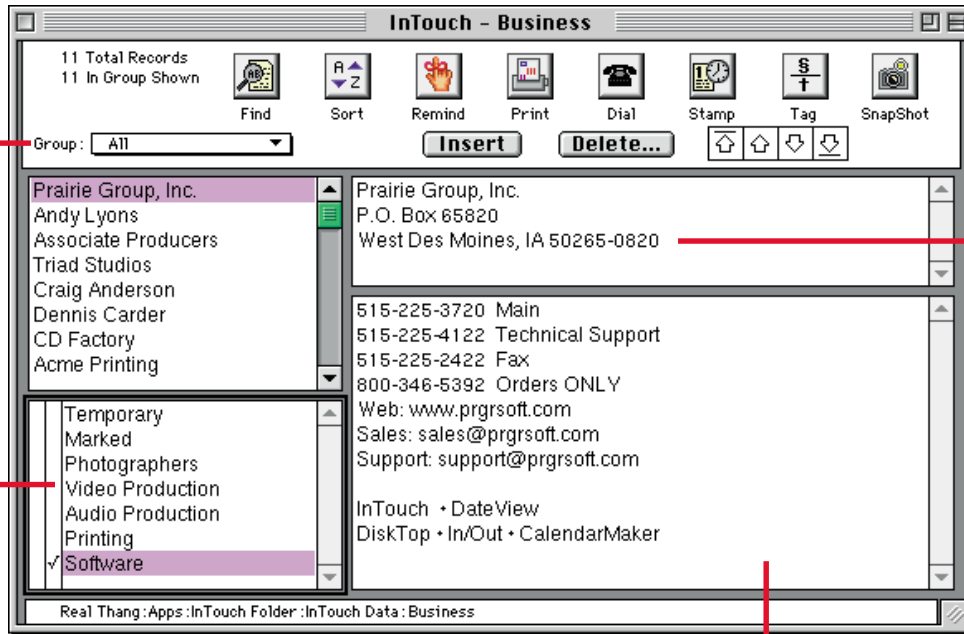 InTouch - Business
11 Total Records
11 In Group Shown
Find
Sort
Remind
Print
Dial
Stamp
Tag
SnapShot
Group: All
Insert
Delete...
Prairie Group, Inc.
Andy Lyons
Associate Producers
Triad Studios
Craig Anderson
Dennis Carder
CD Factory
Acme Printing
Prairie Group, Inc.
P.O. Box 65820
West Des Moines, IA 50265-0820
Temporary
Marked
Photographers
Video Production
Audio Production
Printing
√ Software
515-225-3720 Main
515-225-4122 Technical Support
515-225-2422 Fax
800-346-5392 Orders ONLY
Web: www.prgrsoft.com
Sales: sales@prgrsoft.com
Support: support@prgrsoft.com
InTouch • DateView
DiskTop • In/Out • CalendarMaker
Real Thang:Apps:InTouch Folder:InTouch Data:Business